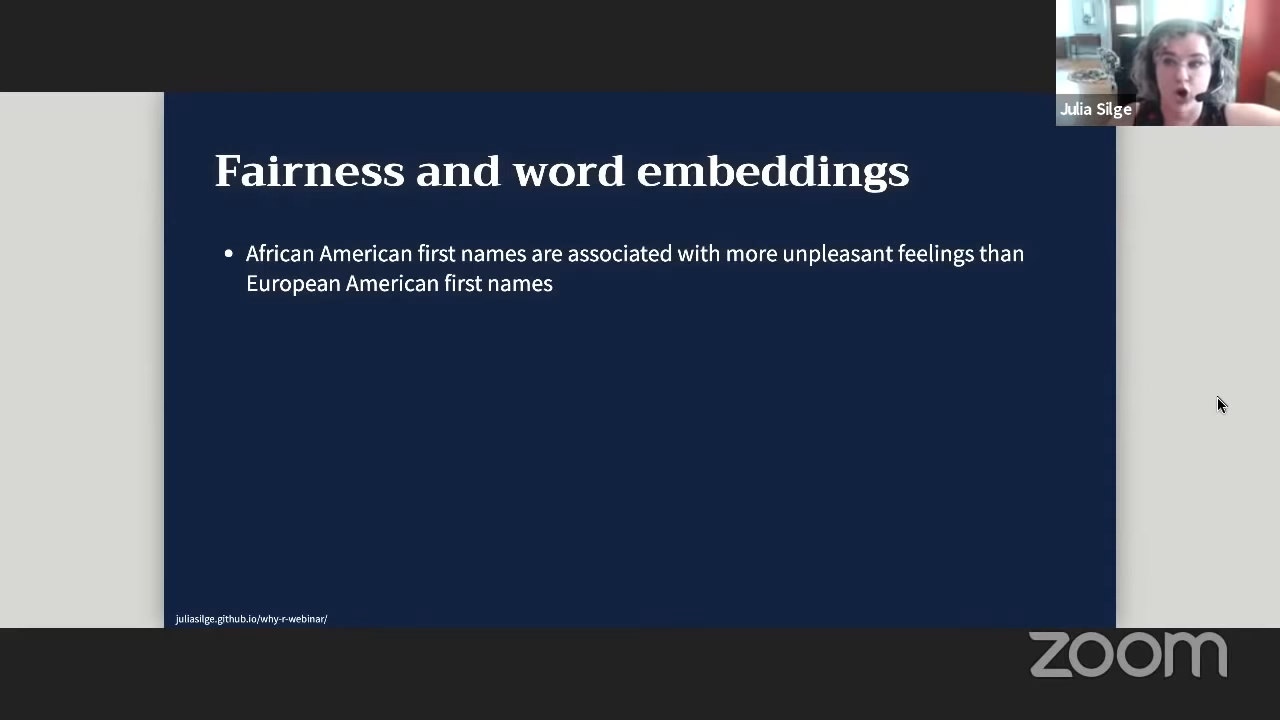 Julia Silge
Fairness and word embeddings
• African American first names are associated with more unpleasant feelings than
European American first names
juliasilge.github.io/why-r-webinar/
zoom